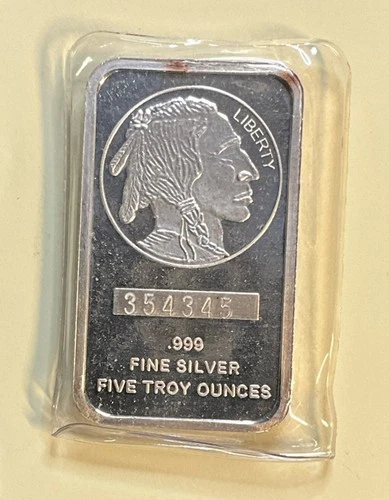 LIBERTY
354345
.999
FINE SILVER
FIVE TROY OUNCES